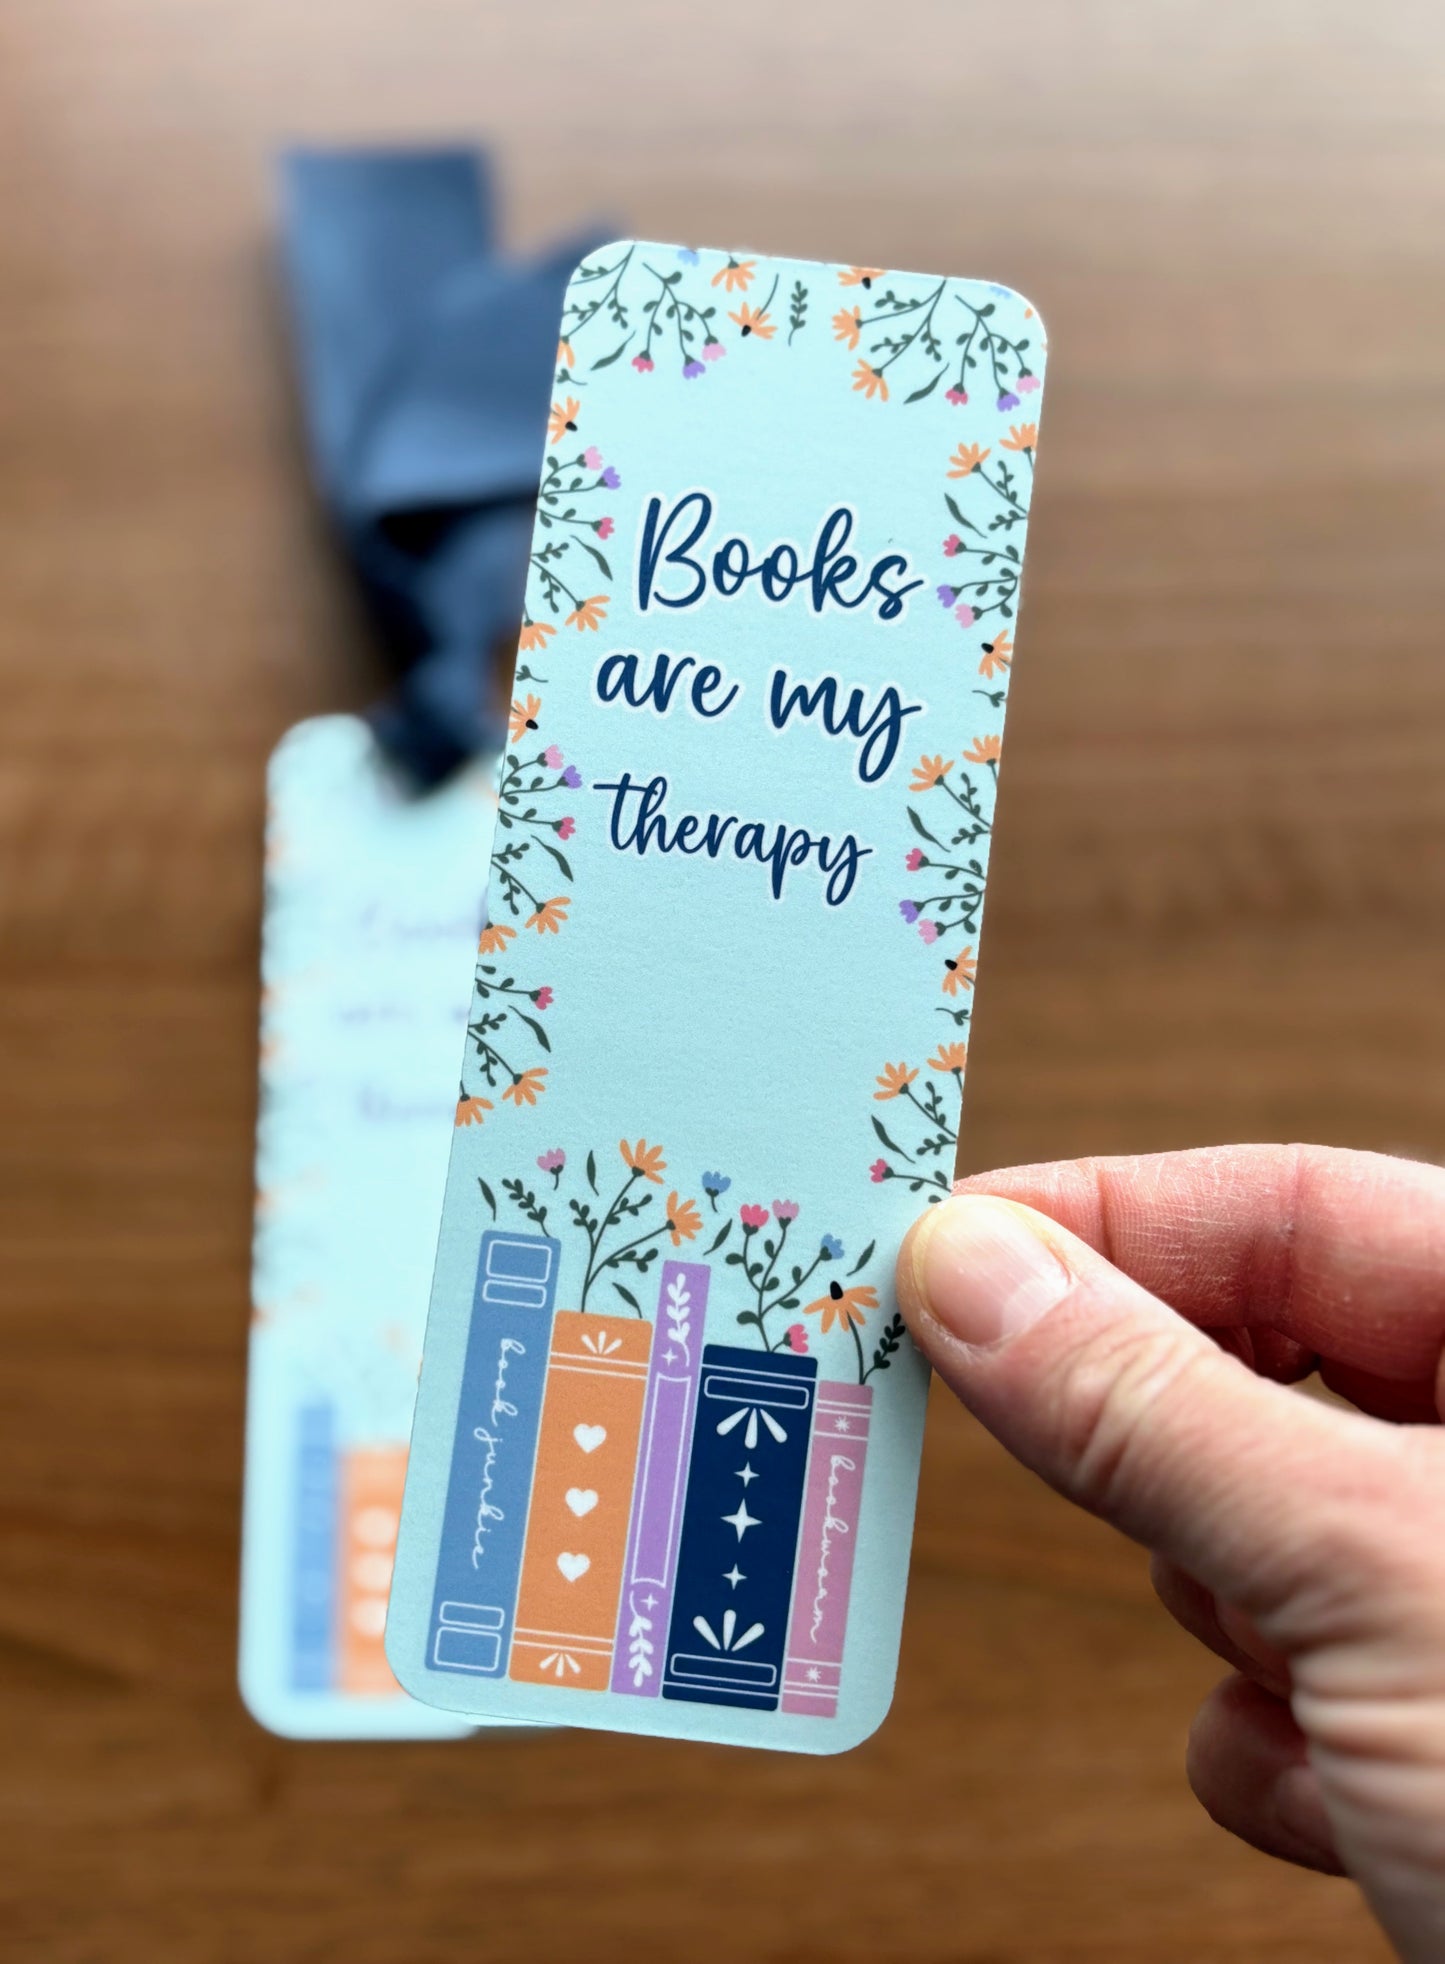 Books
are my
therapy
book junkie
bookworm